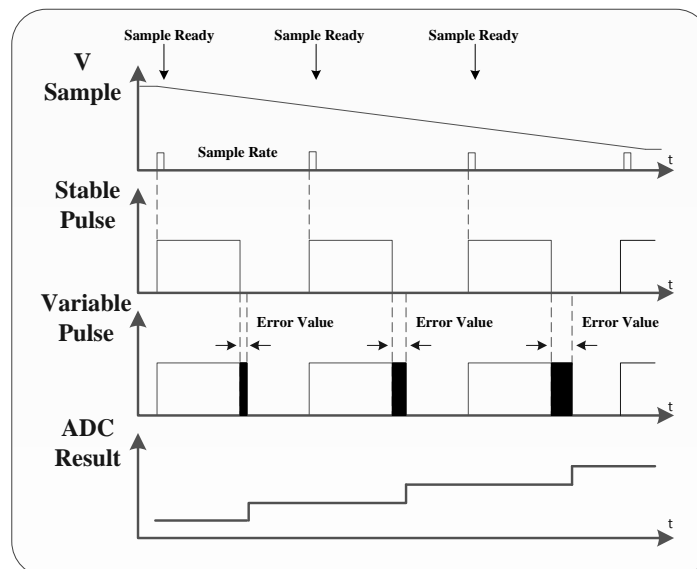 Sample Ready Sample Ready Sample Ready
V
Sample
Sample Rate
t
Stable
Pulse
t
Variable
Pulse
Error Value Error Value Error Value
t
ADC
Result
t